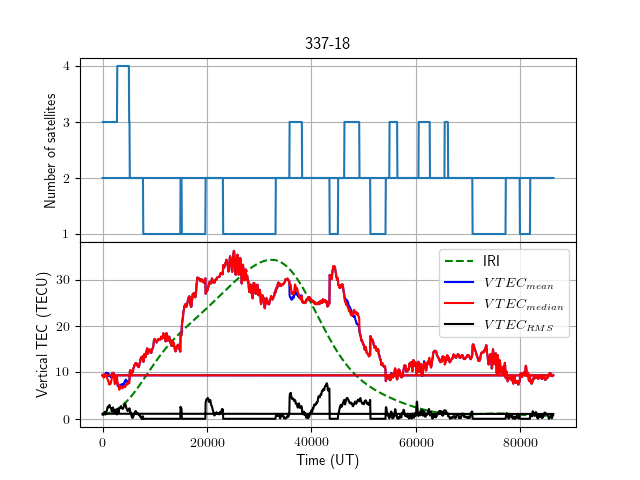 337-18
Number of satellites
4
3
2
1
Vertical TEC (TECU)
30
20
10
0
IRI
VTEC_mean
VTEC_median
VTEC_RMS
0 20000 40000 60000 80000
Time (UT)